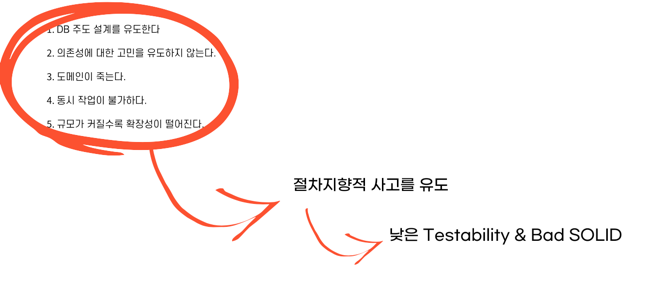 1. DB 주도 설계를 유도한다
2. 의존성에 대한 고민을 유도하지 않는다.
3. 도메인이 죽는다.
4. 동시 작업이 불가하다.
5. 규모가 커질수록 확장성이 떨어진다.
절차지향적 사고를 유도
낮은 Testability & Bad SOLID